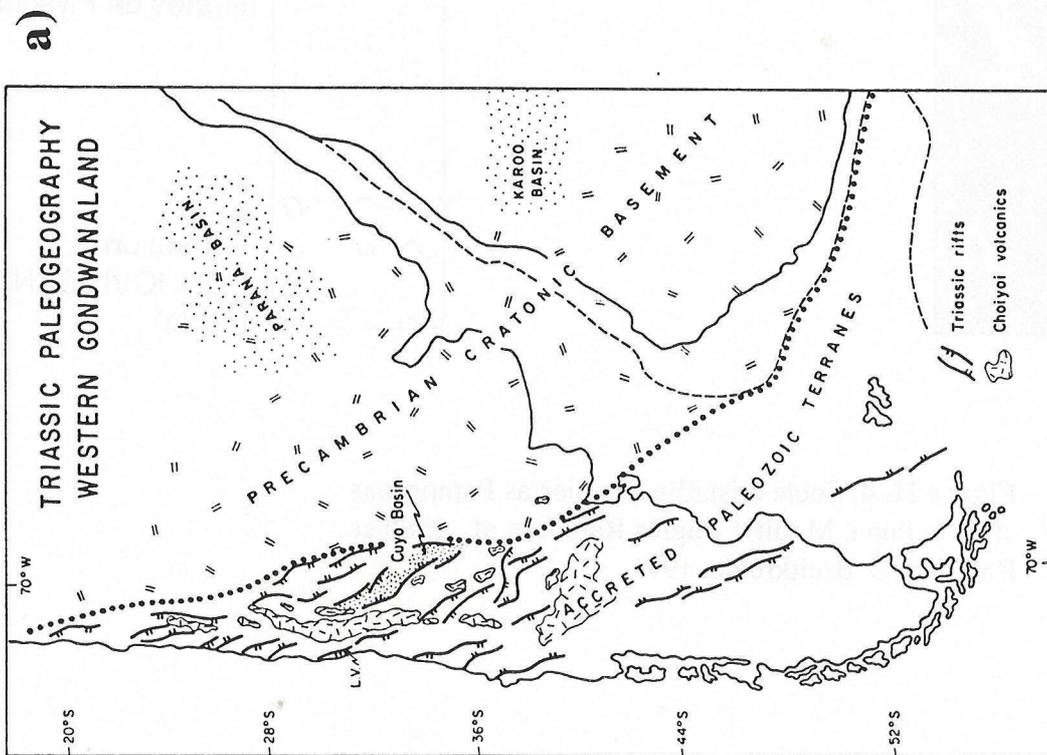 a)
TRIASSIC PALEOGEOGRAPHY
WESTERN GONDWANALAND
PARANA BASIN
KAROO
BASIN
PRECAMBRIAN CRATONIC BASEMENT
Cuyo Basin
70°W
ACCRETED PALEOZOIC TERRANES
L.V.
Triassic rifts
Choiyoi volcanics
20°S
28°S
36°S
44°S
52°S
70°W